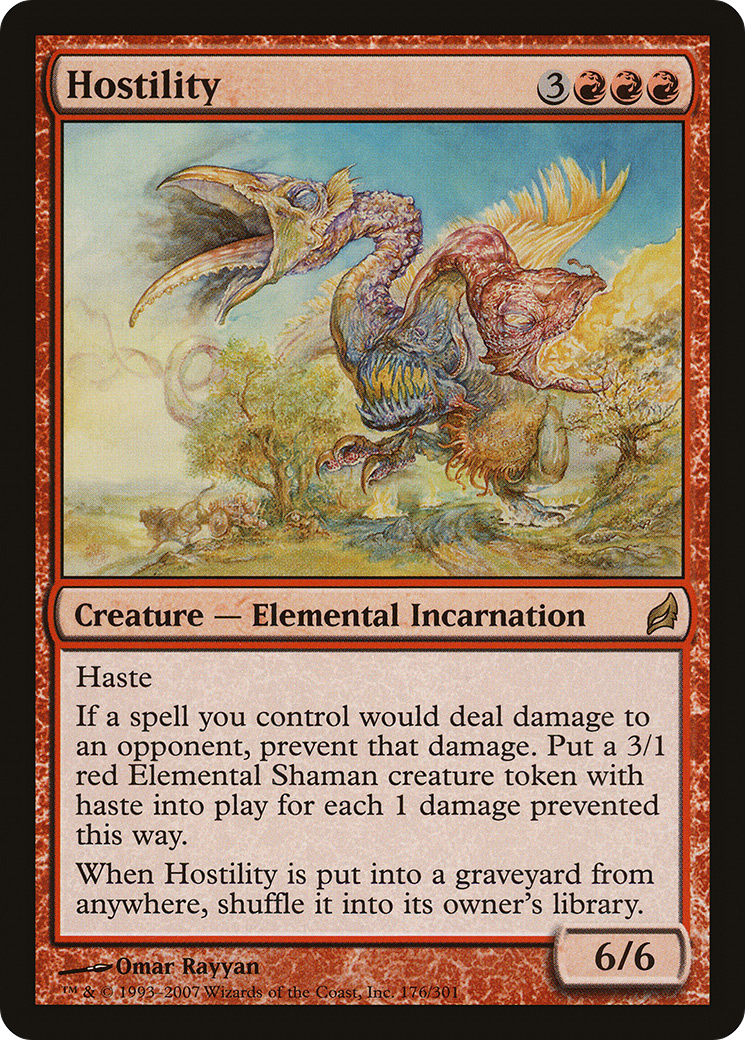 Hostility 3
Creature — Elemental Incarnation
Haste
If a spell you control would deal damage to
an opponent, prevent that damage. Put a 3/1
red Elemental Shaman creature token with
haste into play for each 1 damage prevented
this way.
When Hostility is put into a graveyard from
anywhere, shuffle it into its owner's library.
6/6
Omar Rayyan
™ & © 1993–2007 Wizards of the Coast, Inc. 176/301